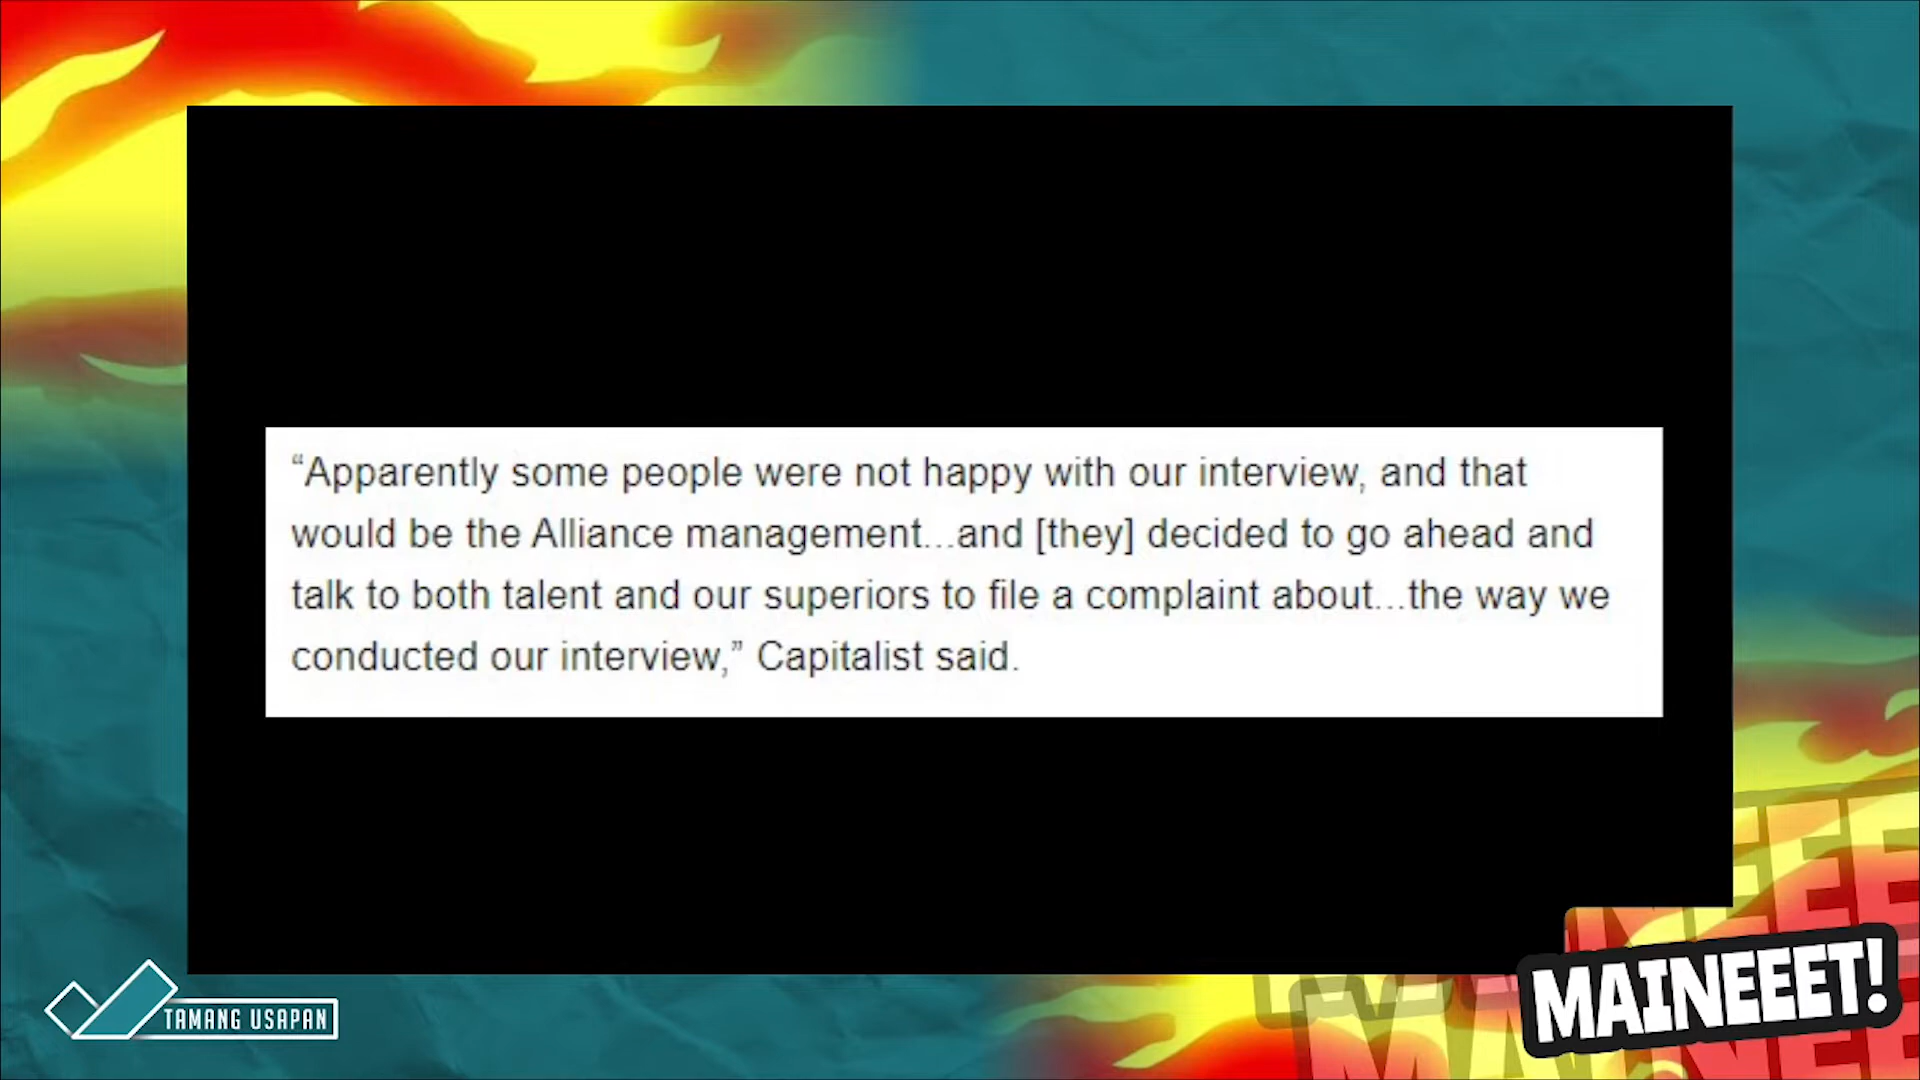 “Apparently some people were not happy with our interview, and that
would be the Alliance management...and [they] decided to go ahead and
talk to both talent and our superiors to file a complaint about...the way we
conducted our interview,” Capitalist said.
TAMANG USAPAN
MAINEEET!